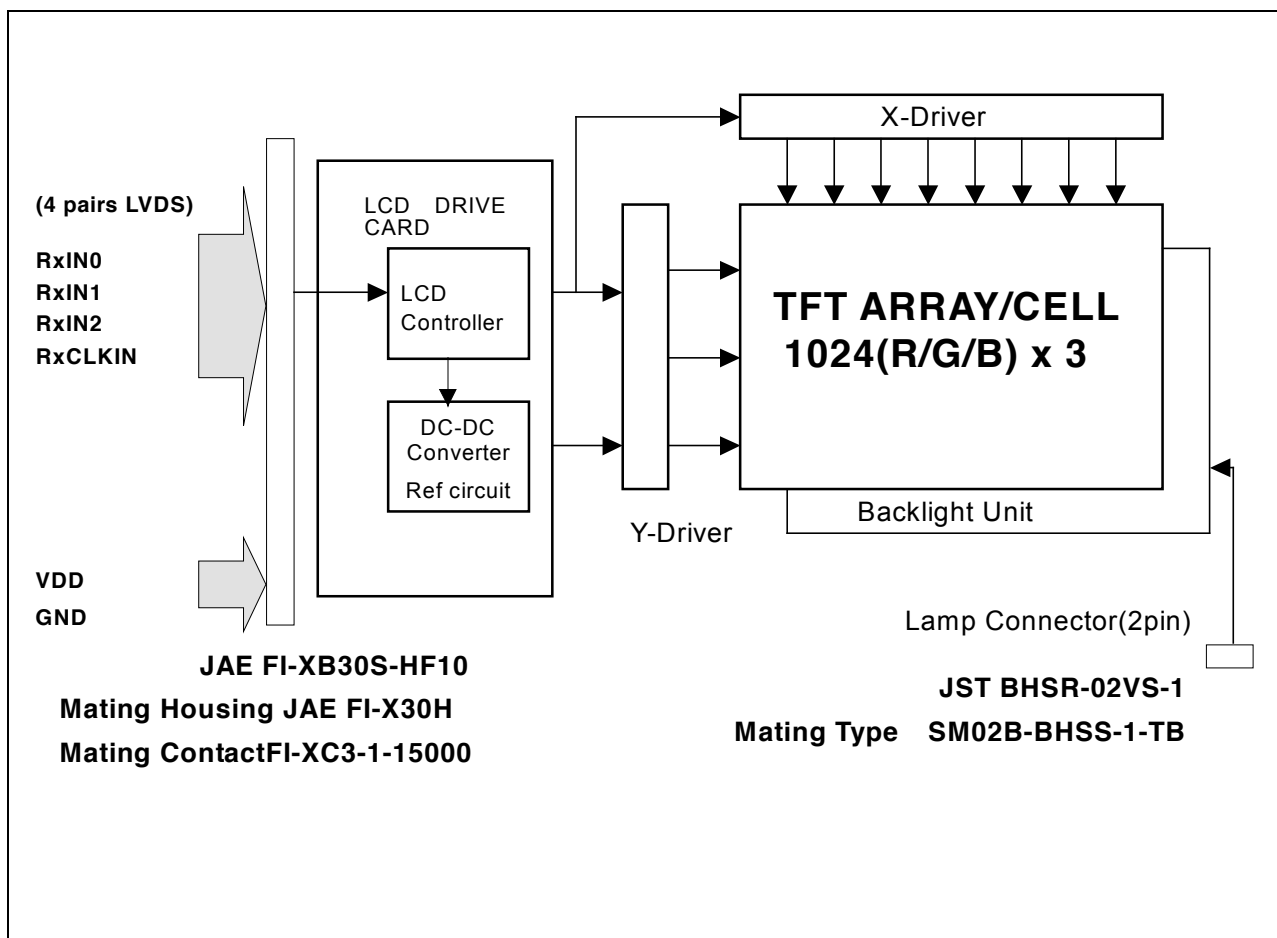 X-Driver
(4 pairs LVDS)
RxIN0
RxIN1
RxIN2
RxCLKIN
LCD DRIVE
CARD
LCD
Controller
DC-DC
Converter
Ref circuit
TFT ARRAY/CELL
1024(R/G/B) x 3
Backlight Unit
Y-Driver
VDD
GND
JAE FI-XB30S-HF10
Mating Housing JAE FI-X30H
Mating ContactFI-XC3-1-15000
Lamp Connector(2pin)
JST BHSR-02VS-1
Mating Type SM02B-BHSS-1-TB